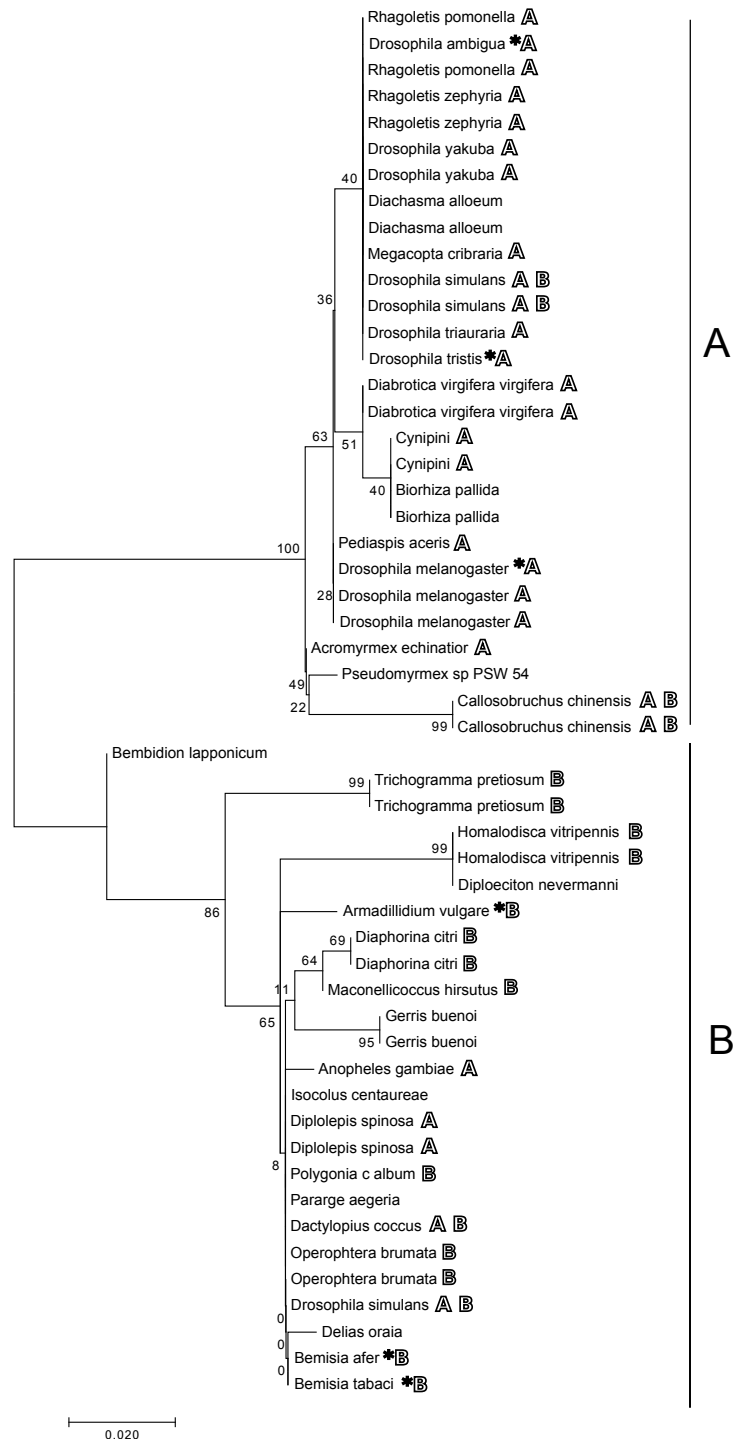 Rhagoletis pomonella A
Drosophila ambigua *A
Rhagoletis pomonella A
Rhagoletis zephyria A
Rhagoletis zephyria A
Drosophila yakuba A
Drosophila yakuba A
40
Diachasma alloeum
Diachasma alloeum
Megacopta cribraria A
Drosophila simulans A B
36
Drosophila simulans A B
Drosophila triauraria A
A
Drosophila tristis *A
Diabrotica virgifera virgifera A
Diabrotica virgifera virgifera A
63
Cynipini A
51
Cynipini A
40
Biorhiza pallida
Biorhiza pallida
Pediaspis aceris A
100
Drosophila melanogaster *A
28
Drosophila melanogaster A
Drosophila melanogaster A
Acromyrmex echinatior A
Pseudomyrmex sp PSW 54
49
22
Callosobruchus chinensis A B
99
Callosobruchus chinensis A B
Bembidion lapponicum
99
Trichogramma pretiosum B
Trichogramma pretiosum B
Homalodisca vitripennis B
99
Homalodisca vitripennis B
Diploeciton nevermanni
86
Armadillidium vulgare *B
69
Diaphorina citri B
64
Diaphorina citri B
11
Maconellicoccus hirsutus B
65
Gerris buenoi
95
Gerris buenoi
B
Anopheles gambiae A
Isocolus centaureae
Diplolepis spinosa A
Diplolepis spinosa A
8
Polygonia c album B
Pararge aegeria
Dactylopius coccus A B
Operophtera brumata B
Operophtera brumata B
Drosophila simulans A B
0
Delias oraia
0
Bemisia afer *B
0
Bemisia tabaci *B
0.020